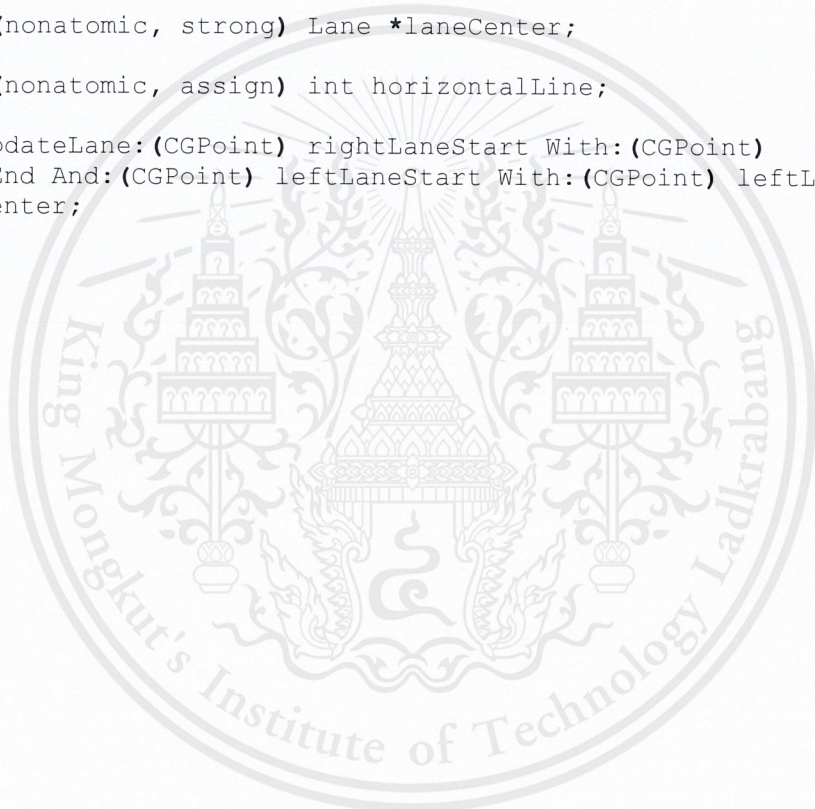 (nonatomic, strong) Lane *laneCenter;
(nonatomic, assign) int horizontalLine;
pdateLane:(CGPoint) rightLaneStart With:(CGPoint)
End And:(CGPoint) leftLaneStart With:(CGPoint) leftL
enter;
King Mongkut's Institute of Technology Ladkrabang